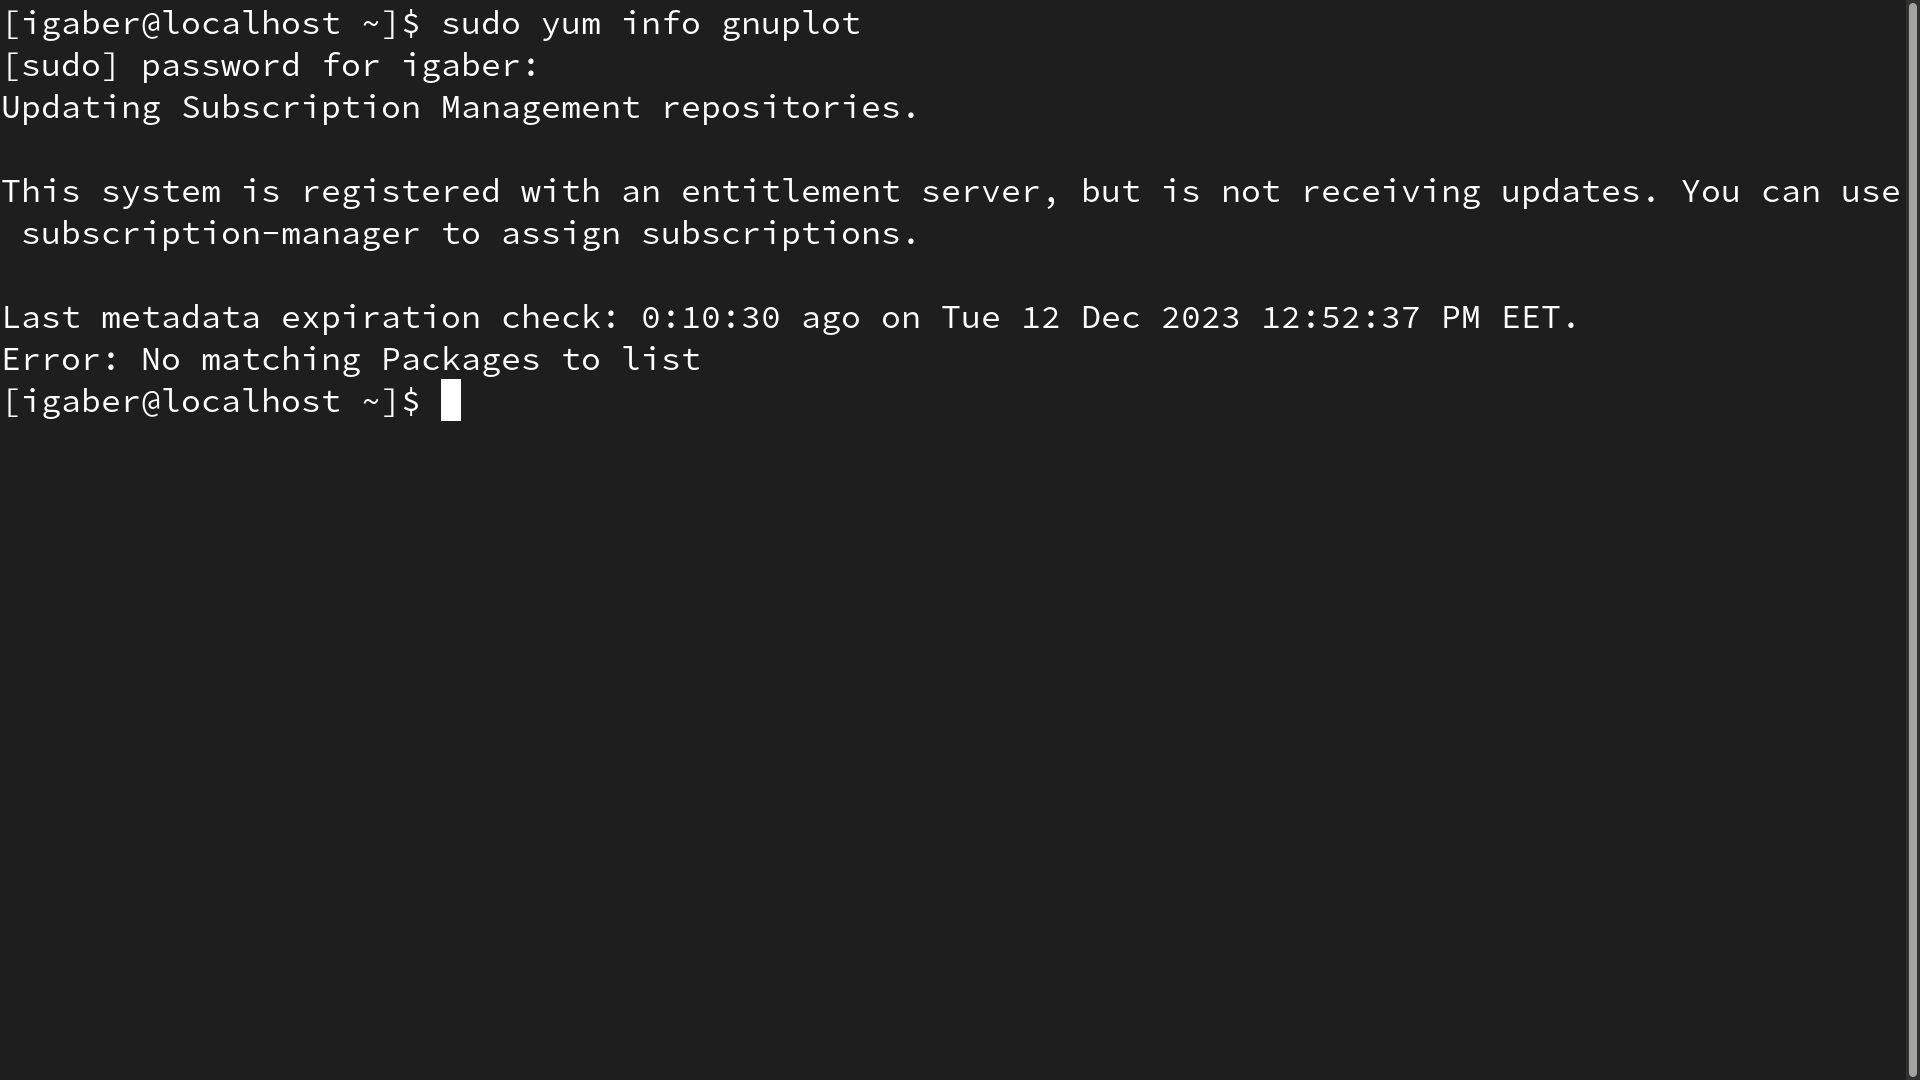 [igaber@localhost ~]$ sudo yum info gnuplot
[sudo] password for igaber:
Updating Subscription Management repositories.
This system is registered with an entitlement server, but is not receiving updates. You can use
subscription-manager to assign subscriptions.
Last metadata expiration check: 0:10:30 ago on Tue 12 Dec 2023 12:52:37 PM EET.
Error: No matching Packages to list
[igaber@localhost ~]$